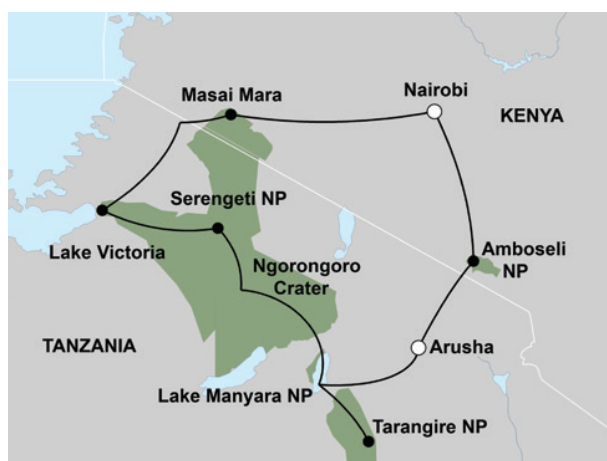 Masai Mara
Nairobi
KENYA
Serengeti NP
Lake Victoria
Ngorongoro
Crater
Amboseli
NP
TANZANIA
Arusha
Lake Manyara NP
Tarangire NP